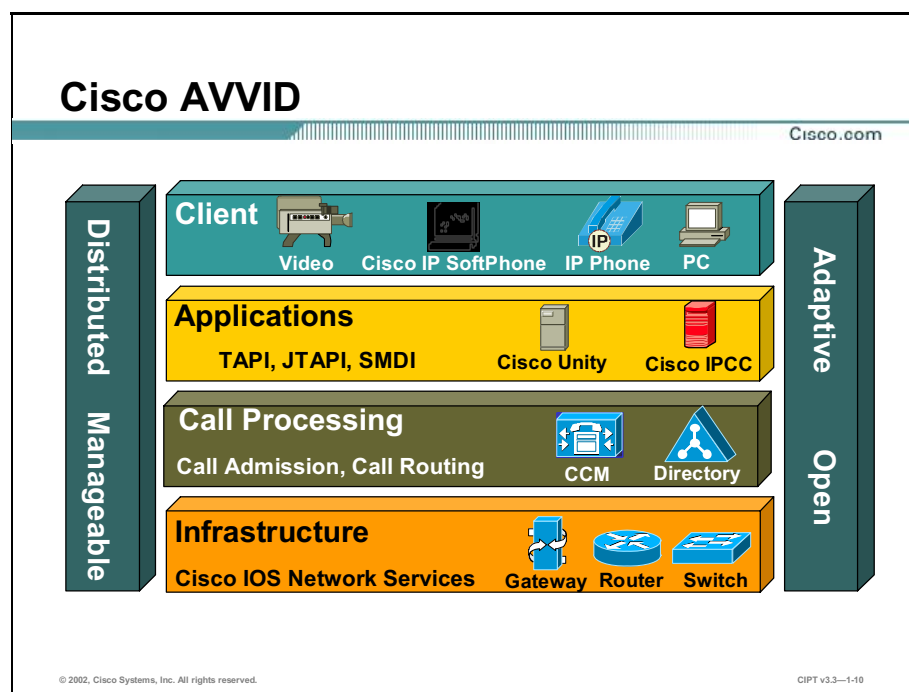 Cisco AVVID
Cisco.com
Distributed Manageable
Client
Video
Cisco IP SoftPhone
IP
IP Phone
PC
Applications
TAPI, JTAPI, SMDI
Cisco Unity
Cisco IPCC
Call Processing
Call Admission, Call Routing
CCM
Directory
Infrastructure
Cisco IOS Network Services
Gateway
Router
Switch
Adaptive Open
© 2002, Cisco Systems, Inc. All rights reserved.
CIPT v3.3—1-10